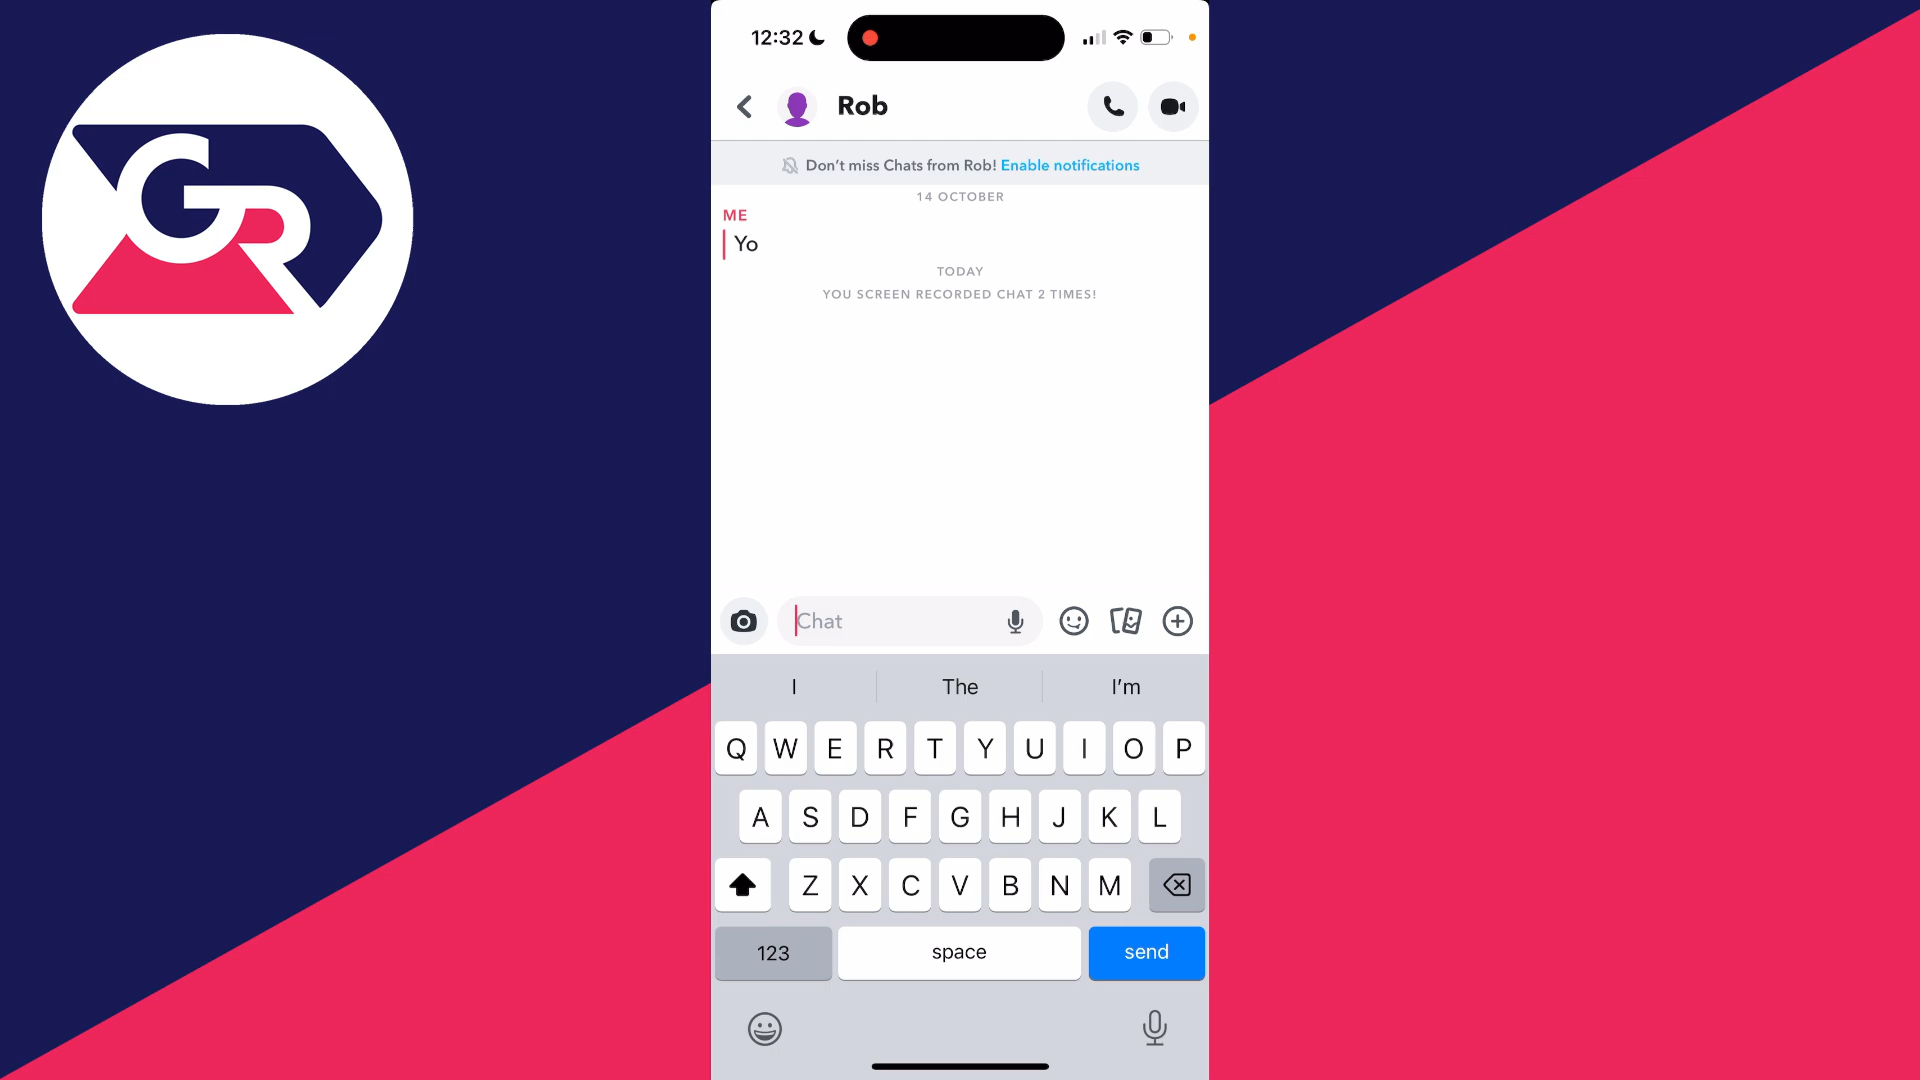 GR
12:32
Rob
Don't miss Chats from Rob! Enable notifications
14 OCTOBER
ME
Yo
TODAY
YOU SCREEN RECORDED CHAT 2 TIMES!
Chat
I The I'm
Q W E R T Y U I O P
A S D F G H J K L
Z X C V B N M
123 space send